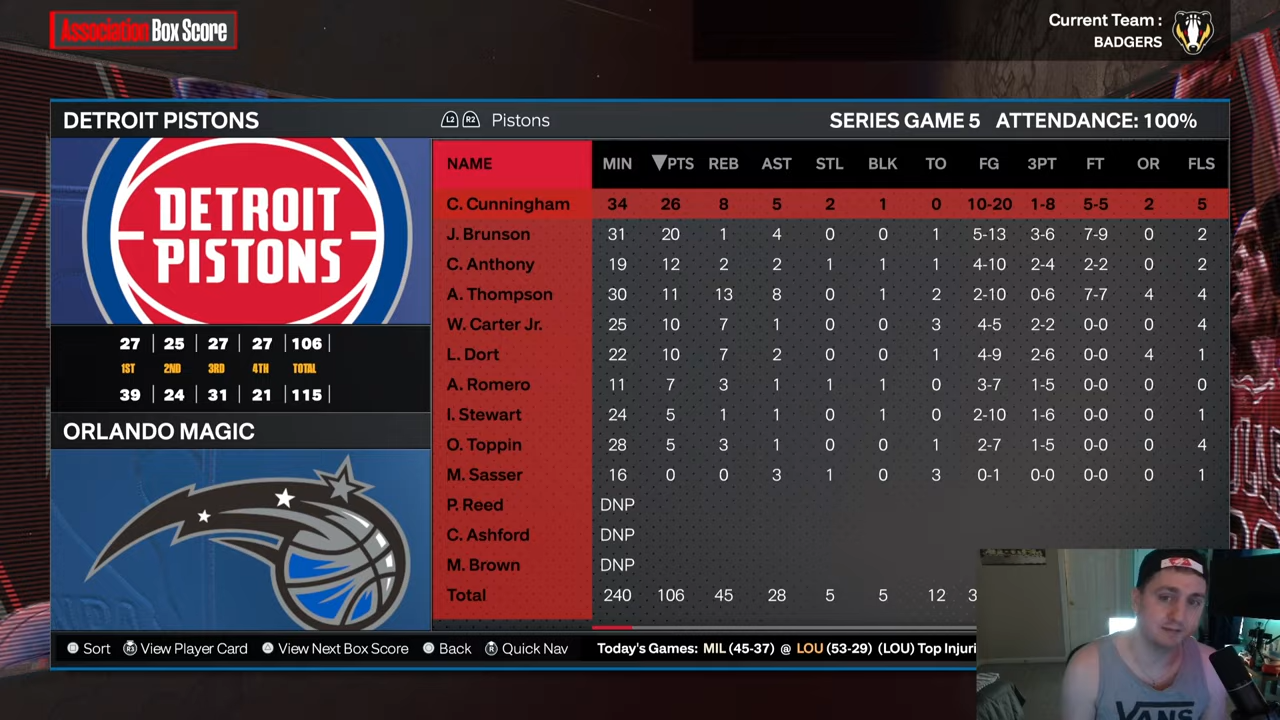 Association Box Score
Current Team :
BADGERS
DETROIT PISTONS
L2 R2 Pistons
SERIES GAME 5 ATTENDANCE: 100%
DETROIT
PISTONS
NAME MIN ▼PTS REB AST STL BLK TO FG 3PT FT OR FLS
C. Cunningham 34 26 8 5 2 1 0 10-20 1-8 5-5 2 5
J. Brunson 31 20 1 4 0 0 1 5-13 3-6 7-9 0 2
C. Anthony 19 12 2 2 1 1 1 4-10 2-4 2-2 0 2
A. Thompson 30 11 13 8 0 1 2 2-10 0-6 7-7 4 4
W. Carter Jr. 25 10 7 1 0 0 3 4-5 2-2 0-0 0 4
L. Dort 22 10 7 2 0 0 1 4-9 2-6 0-0 4 1
A. Romero 11 7 3 1 1 1 0 3-7 1-5 0-0 0 0
I. Stewart 24 5 1 1 0 1 0 2-10 1-6 0-0 0 1
O. Toppin 28 5 3 1 0 0 1 2-7 1-5 0-0 0 4
M. Sasser 16 0 0 3 1 0 3 0-1 0-0 0-0 0 1
P. Reed DNP
C. Ashford DNP
M. Brown DNP
Total 240 106 45 28 5 5 12 3
27 | 25 | 27 | 27 | 106 |
1ST 2ND 3RD 4TH TOTAL
39 | 24 | 31 | 21 | 115 |
ORLANDO MAGIC
Sort R3 View Player Card View Next Box Score Back R Quick Nav Today's Games: MIL (45-37) @ LOU (53-29) (LOU) Top Injuri
VANS